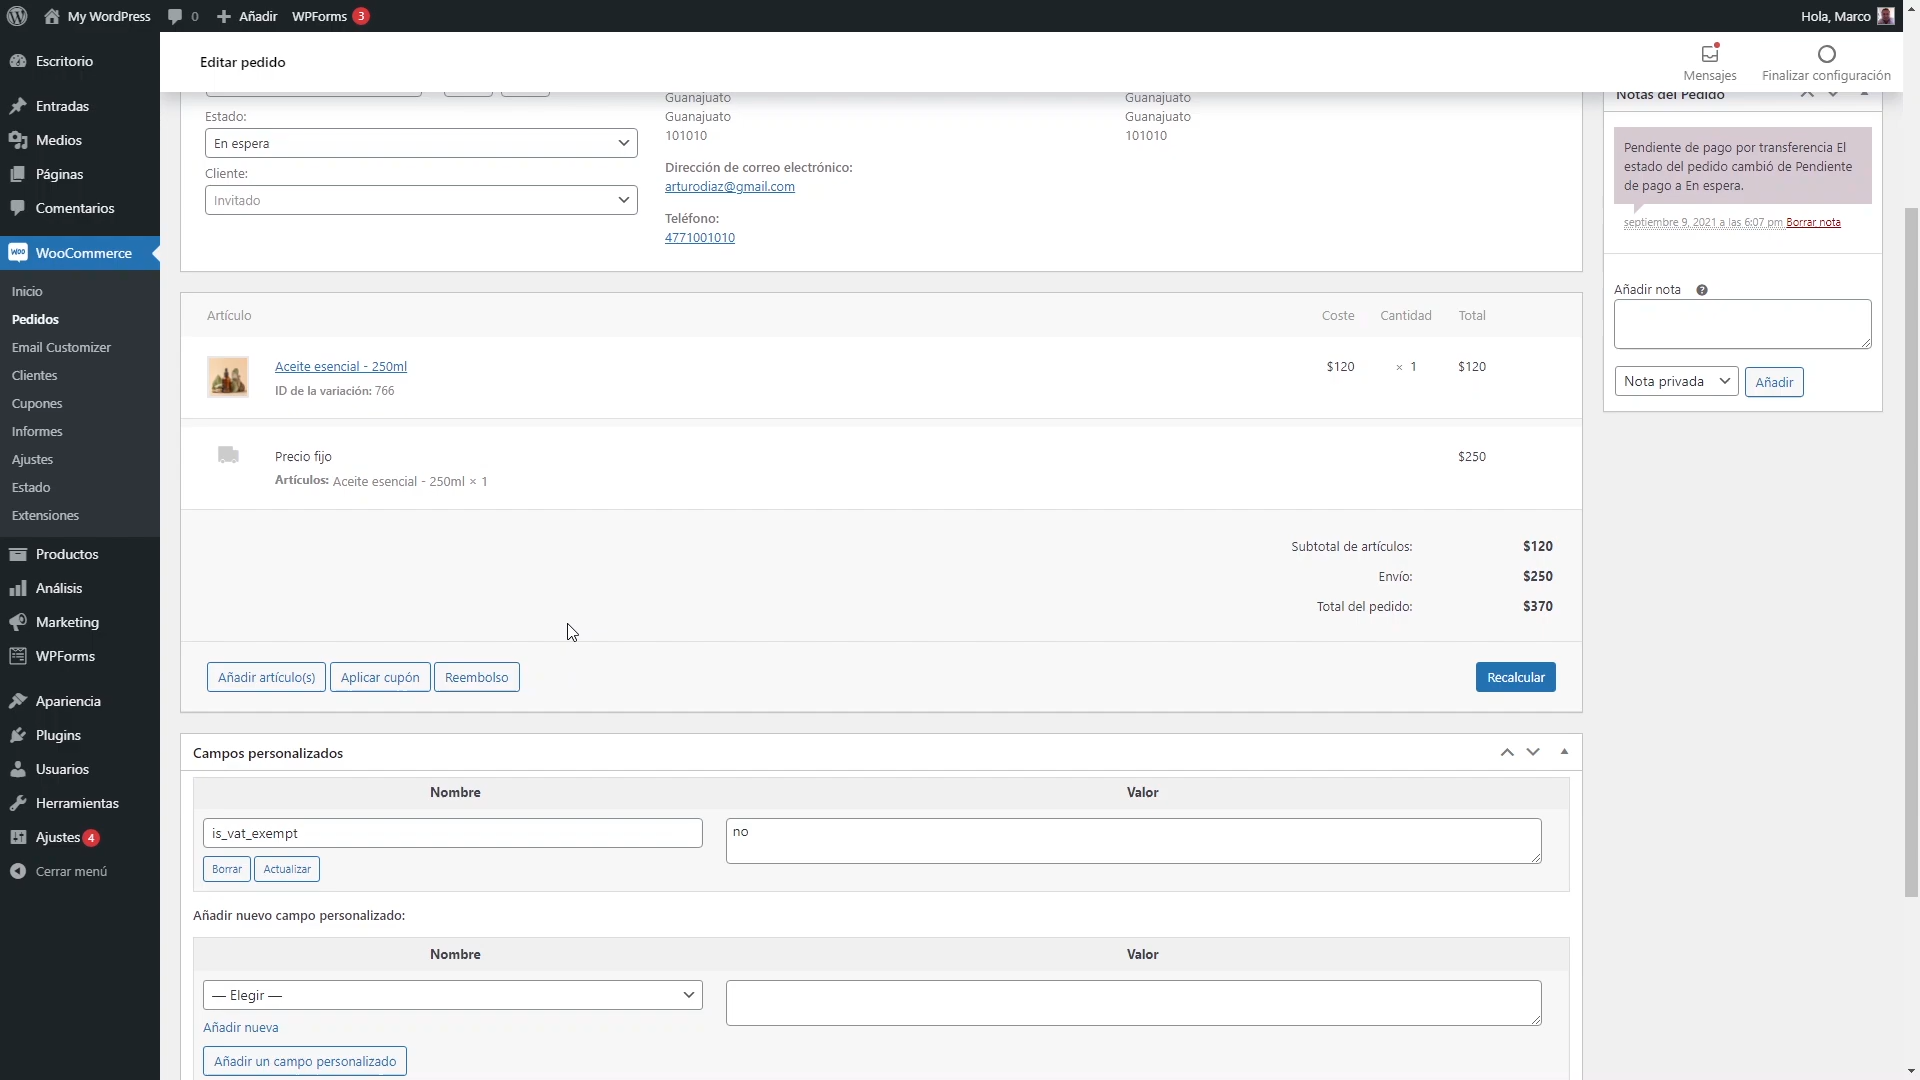 My WordPress
0
Añadir
WPForms 3
Hola, Marco
Escritorio
Entradas
Medios
Páginas
Comentarios
WooCommerce
Inicio
Pedidos
Email Customizer
Clientes
Cupones
Informes
Ajustes
Estado
Extensiones
Productos
Análisis
Marketing
WPForms
Apariencia
Plugins
Usuarios
Herramientas
Ajustes 4
Cerrar menú
Editar pedido
Mensajes
Finalizar configuración
Estado:
En espera
Cliente:
Invitado
Guanajuato
Guanajuato
101010
Dirección de correo electrónico:
arturodiaz@gmail.com
Teléfono:
4771001010
Guanajuato
Guanajuato
101010
Artículo
Coste
Cantidad
Total
Aceite esencial - 250ml
ID de la variación: 766
$120
× 1
$120
Precio fijo
Artículos: Aceite esencial - 250ml × 1
$250
Subtotal de artículos: $120
Envío: $250
Total del pedido: $370
Añadir artículo(s)
Aplicar cupón
Reembolso
Recalcular
Campos personalizados
Nombre
Valor
is_vat_exempt
no
Borrar
Actualizar
Añadir nuevo campo personalizado:
Nombre
Valor
— Elegir —
Añadir nueva
Añadir un campo personalizado
Notas del Pedido
Pendiente de pago por transferencia El
estado del pedido cambió de Pendiente
de pago a En espera.
septiembre 9, 2021 a las 6:07 pm Borrar nota
Añadir nota
Nota privada
Añadir